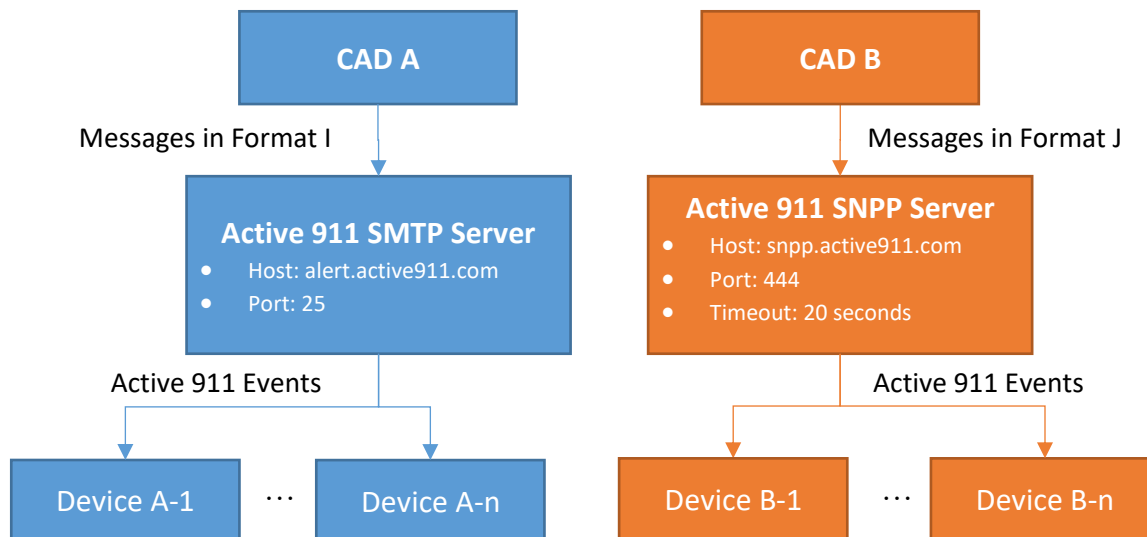 CAD A
CAD B
Messages in Format I
Messages in Format J
Active 911 SMTP Server
• Host: alert.active911.com
• Port: 25
Active 911 SNPP Server
• Host: snpp.active911.com
• Port: 444
• Timeout: 20 seconds
Active 911 Events
Active 911 Events
Device A-1 … Device A-n
Device B-1 … Device B-n